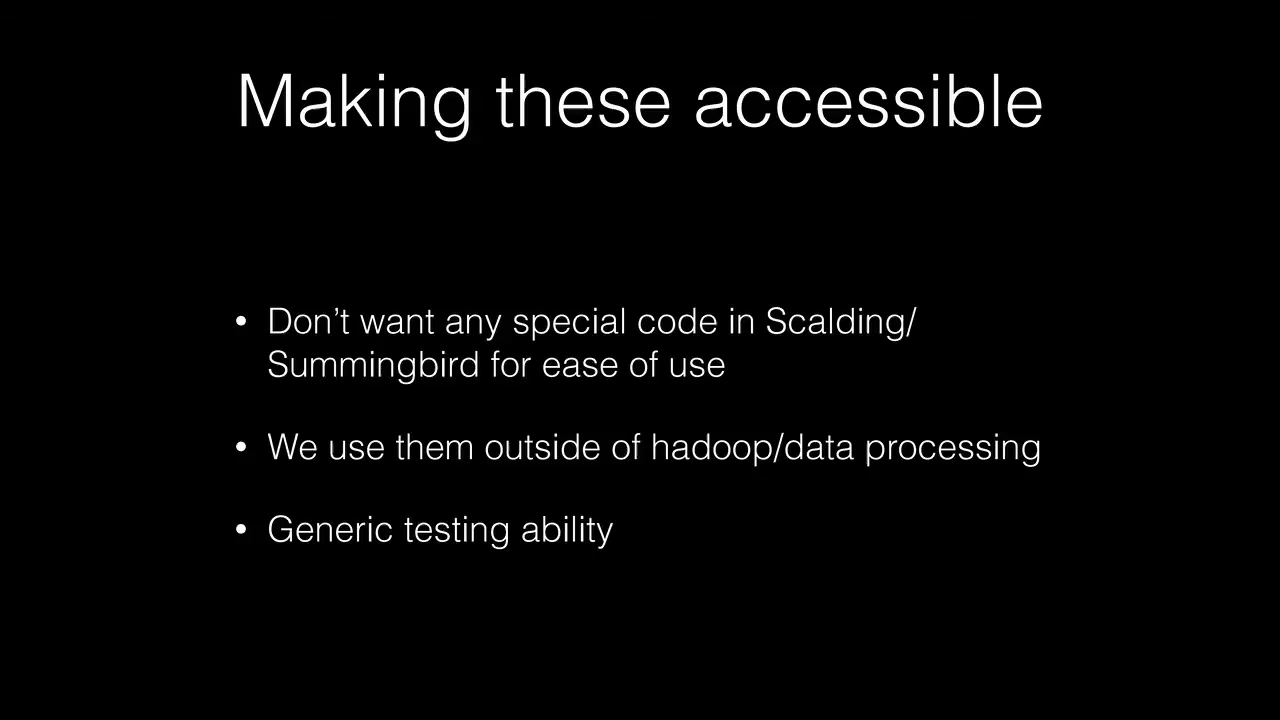 Making these accessible
• Don’t want any special code in Scalding/
Summingbird for ease of use
• We use them outside of hadoop/data processing
• Generic testing ability